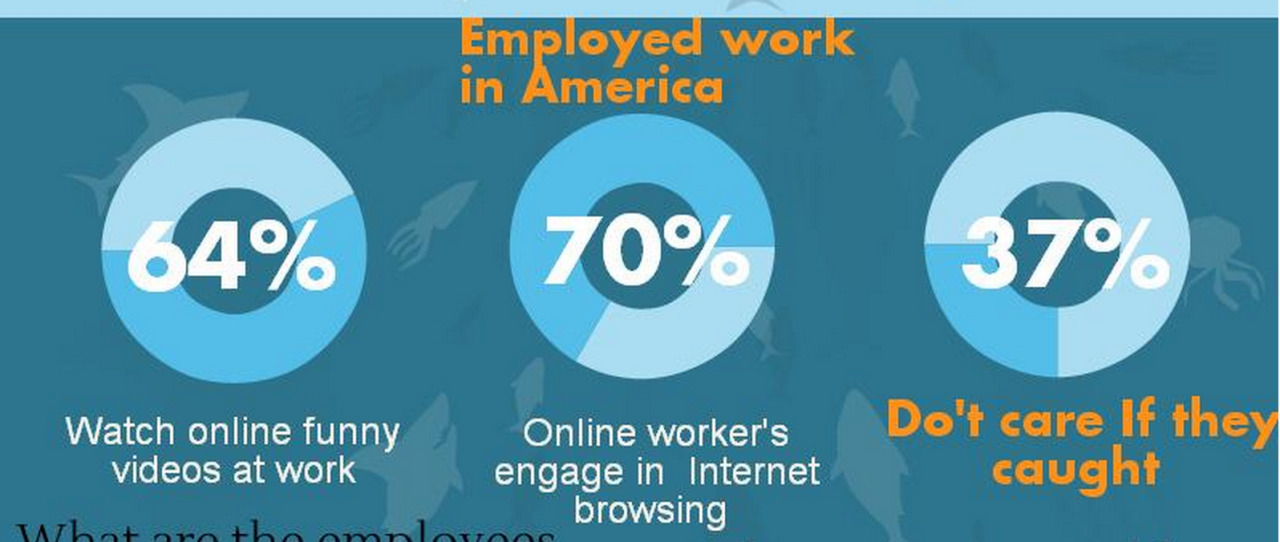 Employed work
in America
64%
70%
37%
Watch online funny
videos at work
Online worker's
engage in Internet
browsing
Do't care If they
caught
What are the employees